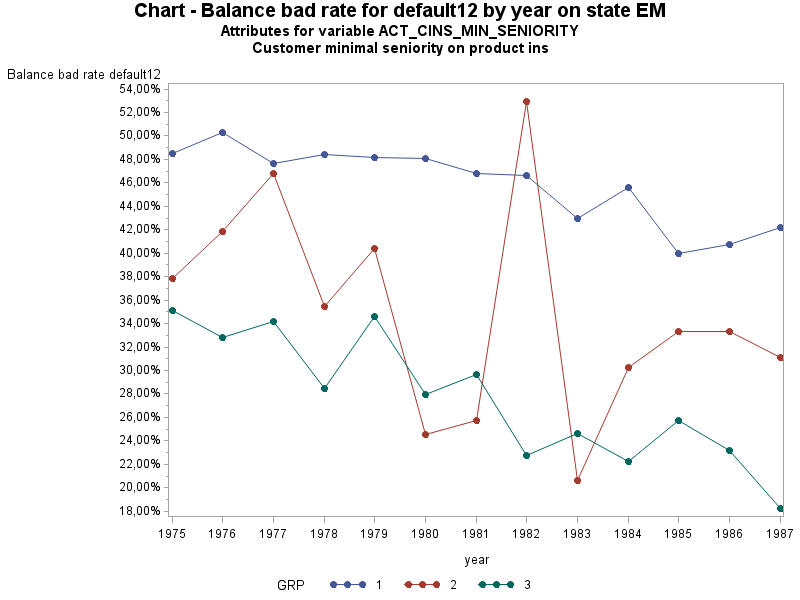 Chart - Balance bad rate for default12 by year on state EM
Attributes for variable ACT_CINS_MIN_SENIORITY
Customer minimal seniority on product ins
Balance bad rate default12
54,00%
52,00%
50,00%
48,00%
46,00%
44,00%
42,00%
40,00%
38,00%
36,00%
34,00%
32,00%
30,00%
28,00%
26,00%
24,00%
22,00%
20,00%
18,00%
1975 1976 1977 1978 1979 1980 1981 1982 1983 1984 1985 1986 1987
year
GRP 1 2 3